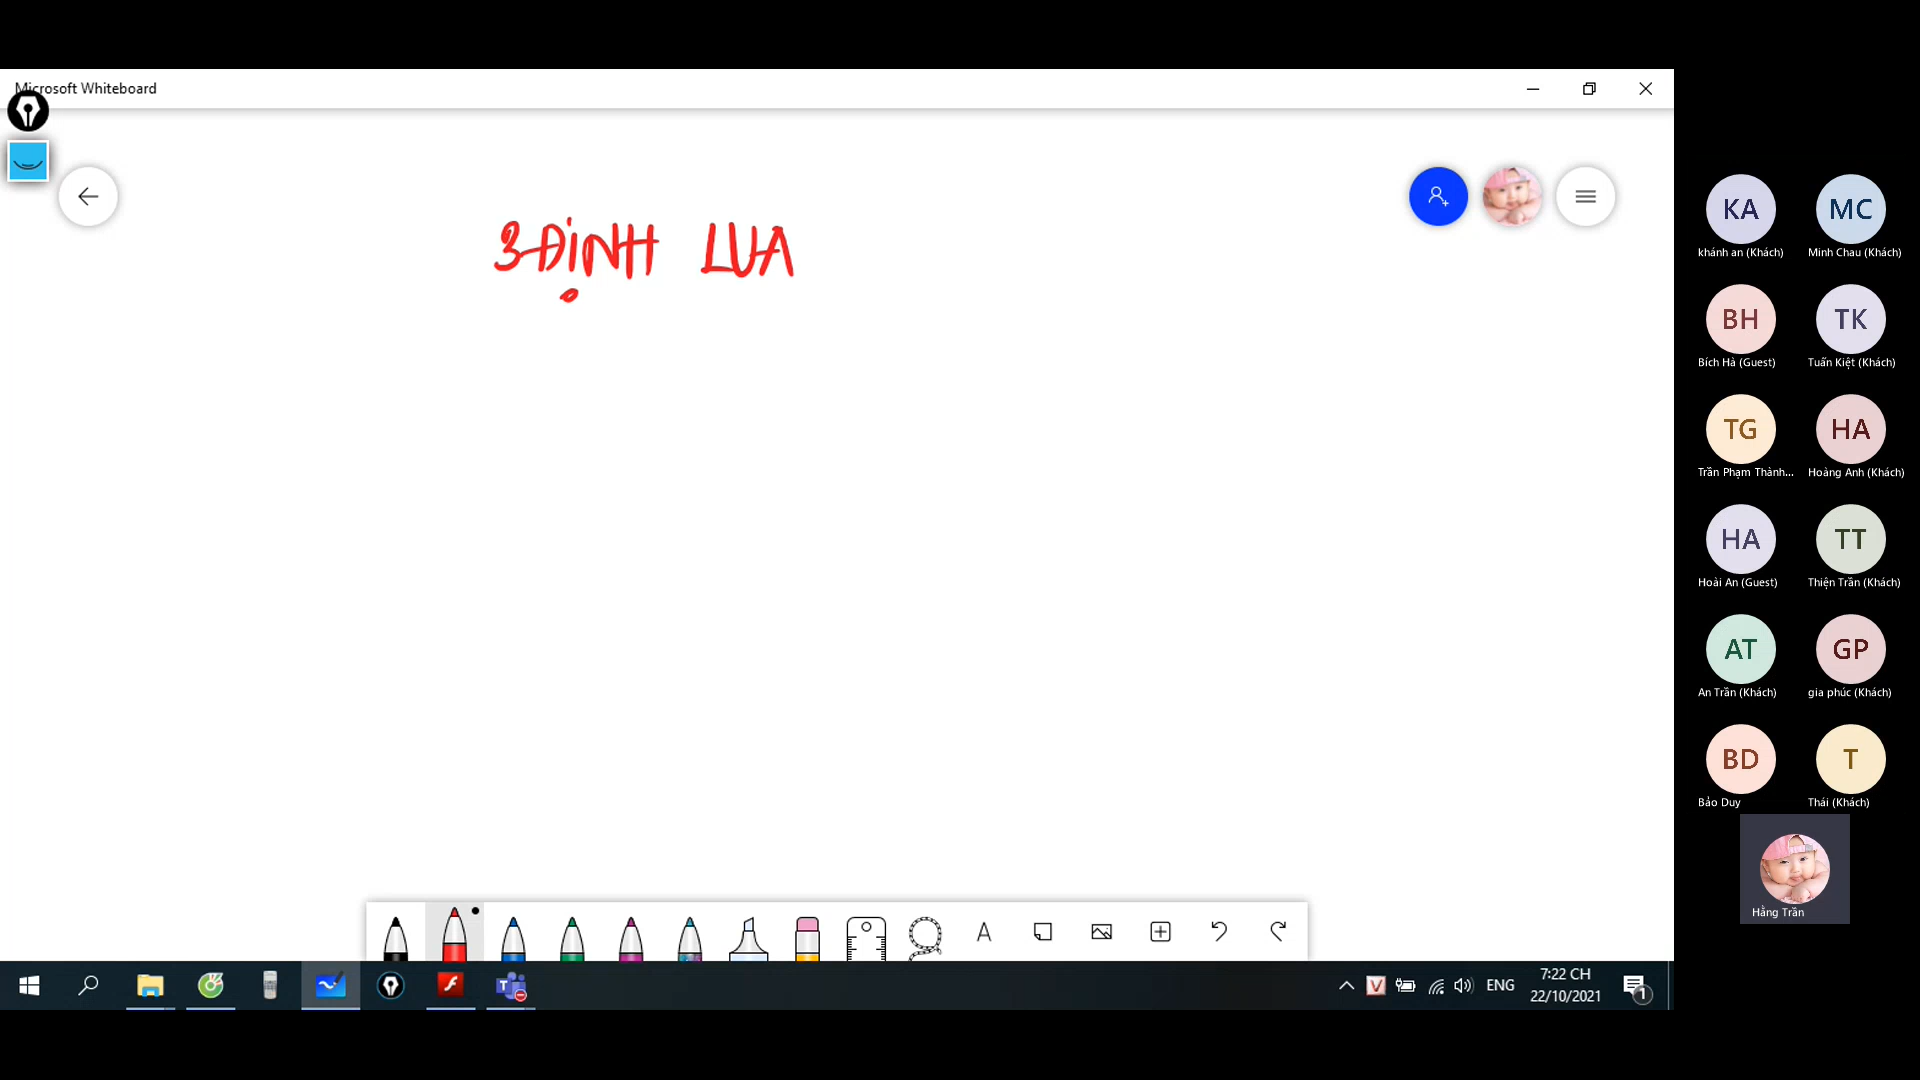 Microsoft Whiteboard
3 ĐỊNH LUA
KA
khánh an (Khách)
MC
Minh Chau (Khách)
BH
Bích Hà (Guest)
TK
Tuấn Kiệt (Khách)
TG
Trần Phạm Thành...
HA
Hoàng Anh (Khách)
HA
Hoài An (Guest)
TT
Thiện Trần (Khách)
AT
An Trần (Khách)
GP
gia phúc (Khách)
BD
Bảo Duy
T
Thái (Khách)
Hằng Trần
A
ENG
7:22 CH
22/10/2021
1